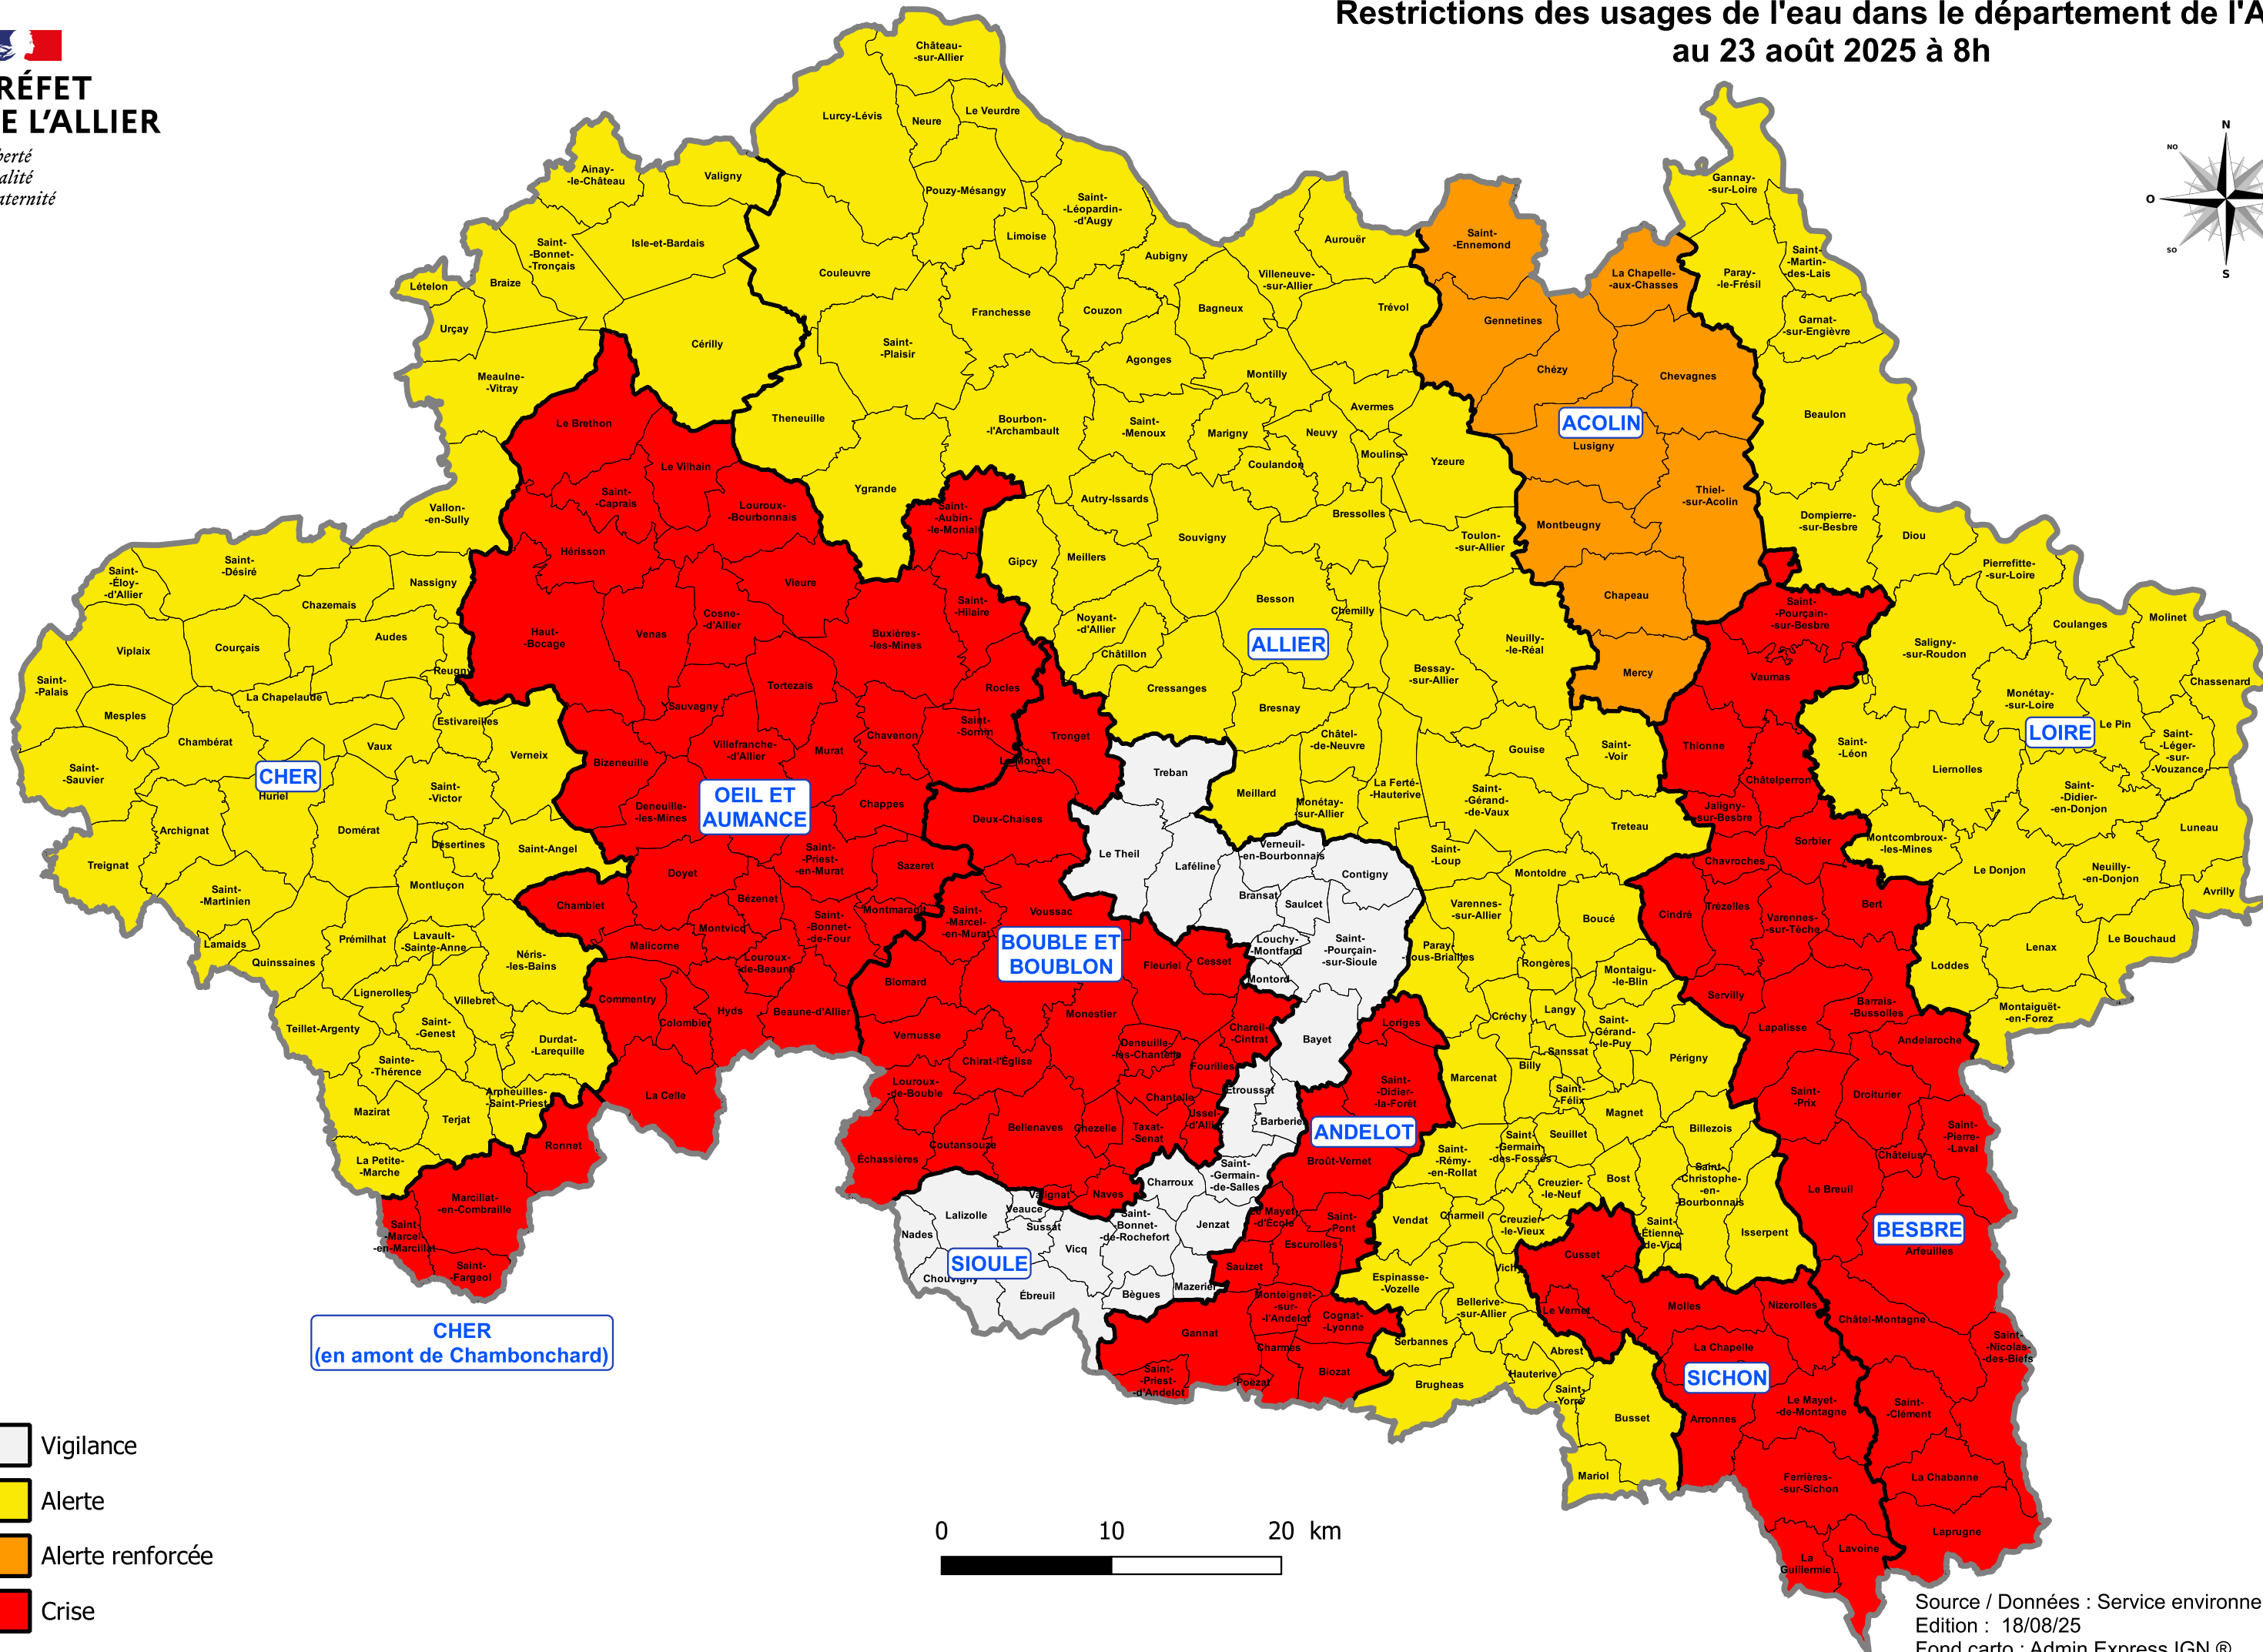 Restrictions des usages de l'eau dans le département de l'A
au 23 août 2025 à 8h
RÉFET
E L'ALLIER
berté
alité
aternité
N
NO
O
SO
S
Château-
-sur-Allier
Lurcy-Lévis
Neure
Le Veurdre
Ainay-
-le-Château
Valigny
Pouzy-Mésangy
Saint-
-Léopardin-
-d'Augy
Limoise
Gannay-
-sur-Loire
Saint-
-Bonnet-
-Tronçais
Isle-et-Bardais
Aubigny
Aurouër
Saint-
-Ennemond
Lételon
Braize
Couleuvre
Villeneuve-
-sur-Allier
La Chapelle-
-aux-Chasses
Paray-
-le-Frésil
Saint-
-Martin-
-des-Lais
Urçay
Franchesse
Couzon
Bagneux
Trévol
Gennetines
Garnat-
-sur-Engièvre
Cérilly
Saint-
-Plaisir
Agonges
Montilly
Chézy
Chevagnes
Meaulne-
-Vitray
Theneuille
Bourbon-
-l'Archambault
Saint-
-Menoux
Marigny
Neuvy
Avermes
ACOLIN
Lusigny
Beaulon
Le Brethon
Le Vilhain
Coulandon
Moulins
Yzeure
Saint-
-Caprais
Louroux-
-Bourbonnais
Ygrande
Saint-
-Aubin-
-le-Monial
Autry-Issards
Thiel-
-sur-Acolin
Vallon-
-en-Sully
Bressolles
Montbeugny
Dompierre-
-sur-Besbre
Diou
Hérisson
Souvigny
Toulon-
-sur-Allier
Saint-
-Désiré
Saint-
-Éloy-
-d'Allier
Nassigny
Vieure
Gipcy
Meillers
Pierrefitte-
-sur-Loire
Chazemais
Saint-
-Hilaire
Besson
Chemilly
Chapeau
Saint-
-Pourçain-
-sur-Besbre
Coulanges
Molinet
Audes
Haut-
-Bocage
Venas
Cosne-
-d'Allier
Buxières-
-les-Mines
Noyant-
-d'Allier
Châtillon
ALLIER
Neuilly-
-le-Réal
Saligny-
-sur-Roudon
Viplaix
Courçais
Reugny
Saint-
-Palais
Mesples
La Chapelaude
Tortezais
Rocles
Cressanges
Bessay-
-sur-Allier
Mercy
Vaumas
Monétay-
-sur-Loire
Chassenard
Estivareilles
Sauvagny
Bresnay
Chambérat
Vaux
Verneix
Villefranche-
-d'Allier
Murat
Chavenon
Saint-
-Sornin
Tronget
Châtel-
-de-Neuvre
Gouise
Saint-
-Voir
Thionne
Saint-
-Léon
LOIRE
Le Pin
Saint-
-Léger-
-sur-
-Vouzance
Saint-
-Sauvier
CHER
Huriel
Bizeneuille
Le Montet
Treban
Liernolles
Châtelperron
Saint-
-Victor
OEIL ET
AUMANCE
Deneuille-
-les-Mines
Chappes
Deux-Chaises
Meillard
Monétay-
-sur-Allier
La Ferté-
-Hauterive
Saint-
-Gérand-
-de-Vaux
Treteau
Jaligny-
-sur-Besbre
Saint-
-Didier-
-en-Donjon
Archignat
Domérat
Désertines
Saint-Angel
Luneau
Sorbier
Montcombroux-
-les-Mines
Treignat
Doyet
Saint-
-Priest-
-en-Murat
Sazeret
Le Theil
Laféline
Verneuil-
-en-Bourbonnais
Contigny
Saint-
-Loup
Montoldre
Chavroches
Le Donjon
Neuilly-
-en-Donjon
Avrilly
Saint-
-Martinien
Montluçon
Chamblet
Bézenet
Montmarault
Saint-
-Marcel-
-en-Murat
Voussac
Bransat
Saulcet
Varennes-
-sur-Allier
Boucé
Cindré
Trézelles
Varennes-
-sur-Tèche
Bert
Lamaids
Prémilhat
Lavault-
-Sainte-Anne
Malicorne
Montvicq
Saint-
-Bonnet-
-de-Four
BOUBLE ET
BOUBLON
Louchy-
-Montfand
Saint-
-Pourçain-
-sur-Sioule
Paray-
-sous-Briailles
Lenax
Le Bouchaud
Quinssaines
Néris-
-les-Bains
Louroux-
-de-Beaune
Fleuriel
Cesset
Rongères
Montaigu-
-le-Blin
Loddes
Lignerolles
Villebret
Commentry
Biomard
Montord
Servilly
Barrais-
-Bussolles
Montaiguët-
-en-Forez
Teillet-Argenty
Saint-
-Genest
Colombier
Hyds
Beaune-d'Allier
Monestier
Vernusse
Créchy
Langy
Saint-
-Gérand-
-le-Puy
Lapalisse
Andelaroche
Durdat-
-Larequille
Chareil-
-Cintrat
Bayet
Loriges
Sainte-
-Thérence
Chirat-l'Église
Deneuille-
-lès-Chantelle
Fourilles
Sanssat
Billy
Périgny
Marcenat
Mazirat
Terjat
Arpheuilles-
-Saint-Priest
La Celle
Louroux-
-de-Bouble
Chantelle
Étroussat
Saint-
-Didier-
-la-Forêt
Saint-
-Félix
Saint-
-Prix
Droiturier
Bellenaves
Chezelle
Taxat-
-Senat
Ussel-
-d'Allier
Barberier
ANDELOT
Magnet
Seuillet
Billezois
Saint-
-Pierre-
-Laval
Ronnet
Coutansouze
Échassières
Saint-
-Rémy-
-en-Rollat
Saint-
-Germain-
-des-Fossés
Châtelus
La Petite-
-Marche
Broût-Vernet
Saint-
-Germain-
-de-Salles
Charroux
Creuzier-
-le-Neuf
Bost
Saint-
-Christophe-
-en-
-Bourbonnais
Le Breuil
Marcillat-
-en-Combraille
Valignat
Naves
Lalizolle
Veauce
Sussat
Saint-
-Bonnet-
-de-Rochefort
Jenzat
Le Mayet-
-d'École
Saint-
-Pont
Vendat
Charmeil
Creuzier-
-le-Vieux
Saint-
-Étienne-
-de-Vicq
Isserpent
BESBRE
Arfeuilles
Saint-
-Marcel-
-en-Marcillat
Nades
Vicq
Escurolles
Cusset
Saint-
-Fargeol
SIOULE
Chouvigny
Ébreuil
Bègues
Mazerier
Saulzet
Espinasse-
-Vozelle
Vichy
Monteignet-
-sur-
-l'Andelot
Cognat-
-Lyonne
Bellerive-
-sur-Allier
Le Vernet
Molles
Nizerolles
Châtel-Montagne
CHER
(en amont de Chambonchard)
Gannat
Charmes
Serbannes
Abrest
La Chapelle
Saint-
-Nicolas-
-des-Biefs
Saint-
-Priest-
-d'Andelot
Poëzat
Biozat
Brugheas
Hauterive
Saint-
-Yorre
SICHON
Busset
Arronnes
Le Mayet-
-de-Montagne
Saint-
-Clément
Mariol
Ferrières-
-sur-Sichon
La Chabanne
Laprugne
Lavoine
La
Guillermie
Vigilance
Alerte
Alerte renforcée
Crise
0 10 20 km
Source / Données : Service environne
Edition : 18/08/25
Fond carto : Admin Express IGN ®